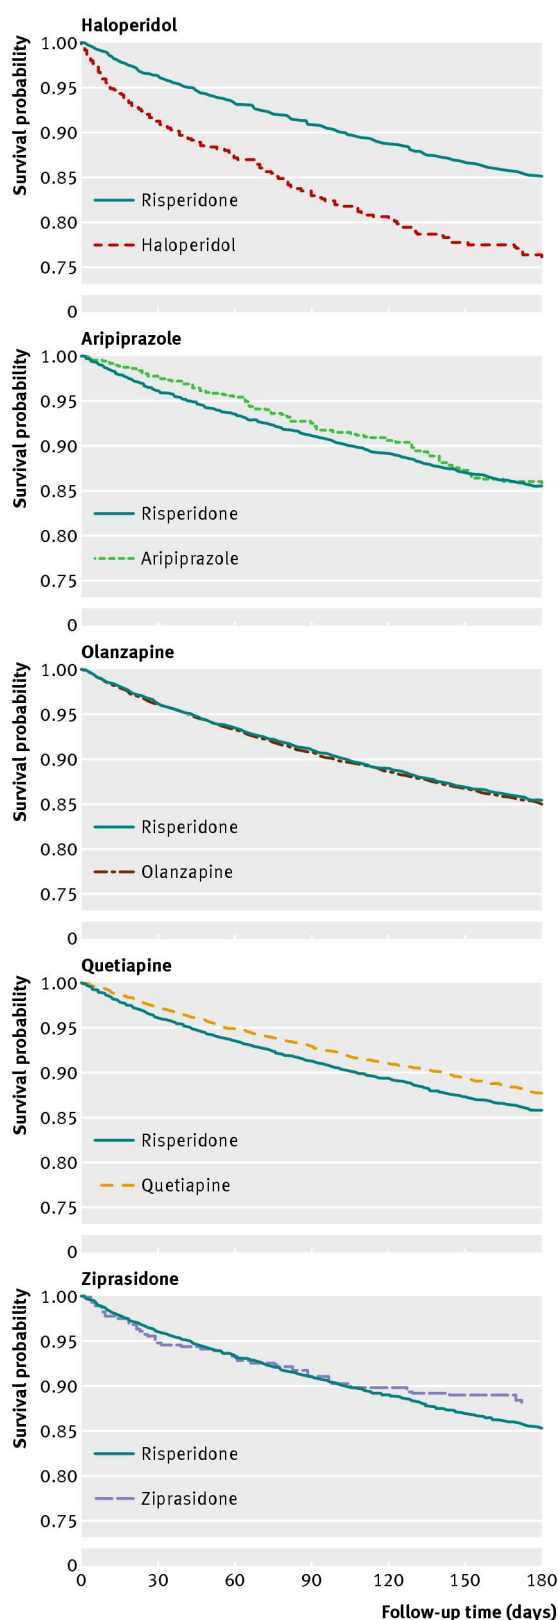 Haloperidol
Survival probability
1.00
0.95
0.90
0.85
0.80
0.75
0
Risperidone
Haloperidol
Aripiprazole
Survival probability
1.00
0.95
0.90
0.85
0.80
0.75
0
Risperidone
Aripiprazole
Olanzapine
Survival probability
1.00
0.95
0.90
0.85
0.80
0.75
0
Risperidone
Olanzapine
Quetiapine
Survival probability
1.00
0.95
0.90
0.85
0.80
0.75
0
Risperidone
Quetiapine
Ziprasidone
Survival probability
1.00
0.95
0.90
0.85
0.80
0.75
0
Risperidone
Ziprasidone
0 30 60 90 120 150 180
Follow-up time (days)